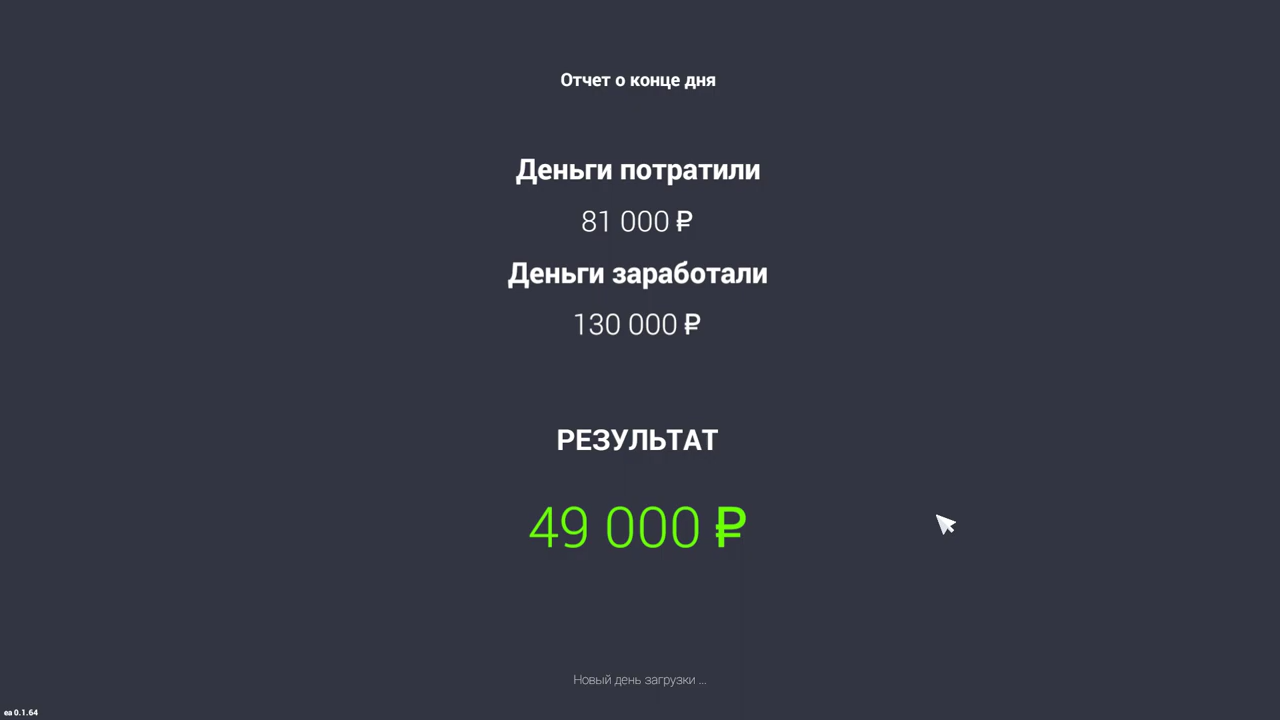 Отчет о конце дня
Деньги потратили
81 000 ₽
Деньги заработали
130 000 ₽
РЕЗУЛЬТАТ
49 000 ₽
Новый день загрузки ...
ea 0.1.64